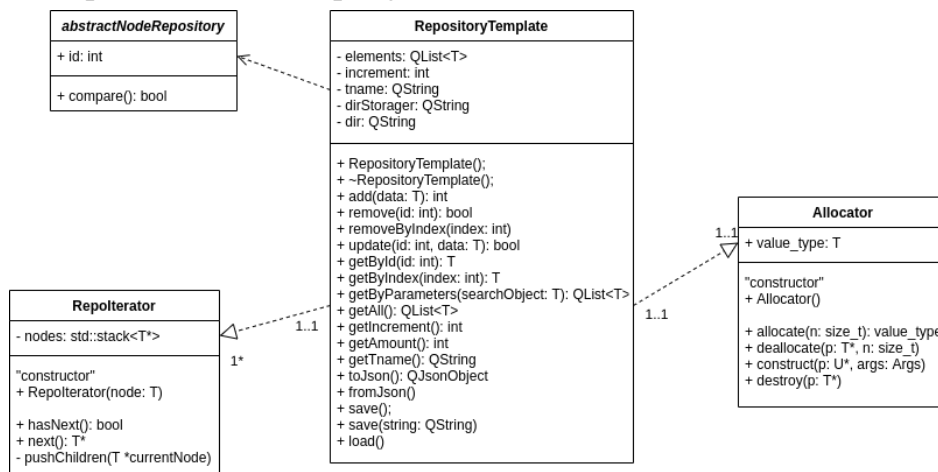 abstractNodeRepository
+ id: int
+ compare(): bool
RepositoryTemplate
- elements: QList<T>
- increment: int
- tname: QString
- dirStorager: QString
- dir: QString
+ RepositoryTemplate();
+ ~RepositoryTemplate();
+ add(data: T): int
+ remove(id: int): bool
+ removeByIndex(index: int)
+ update(id: int, data: T): bool
+ getById(id: int): T
+ getByIndex(index: int): T
+ getByParameters(searchObject: T): QList<T>
+ getAll(): QList<T>
+ getIncrement(): int
+ getAmount(): int
+ getTname(): QString
+ toJson(): QJsonObject
+ fromJson()
+ save();
+ save(string: QString)
+ load()
Allocator
+ value_type: T
"constructor"
+ Allocator()
+ allocate(n: size_t): value_type
+ deallocate(p: T*, n: size_t)
+ construct(p: U*, args: Args)
+ destroy(p: T*)
1..1
1..1
RepoIterator
- nodes: std::stack<T*>
"constructor"
+ RepoIterator(node: T)
+ hasNext(): bool
+ next(): T*
- pushChildren(T *currentNode)
1..1
1*